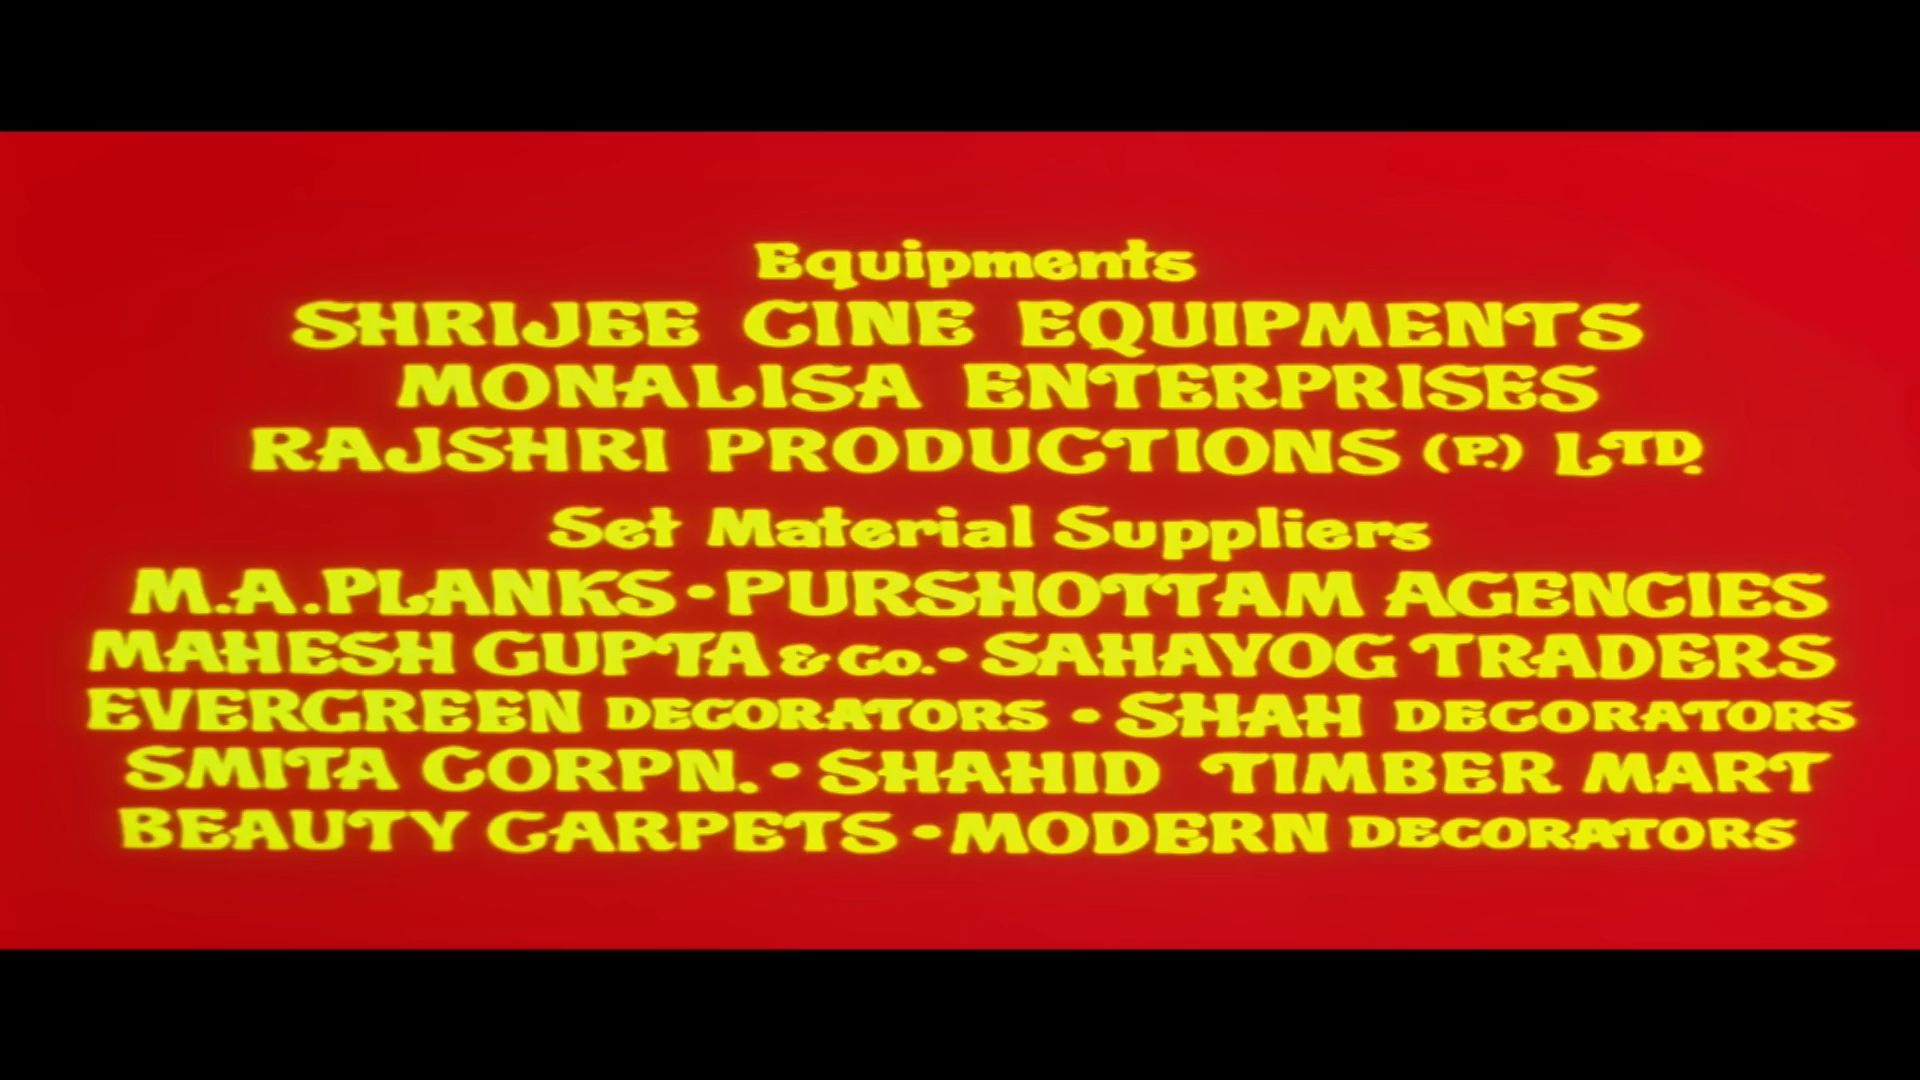 Equipments
SHRIJEE CINE EQUIPMENTS
MONALISA ENTERPRISES
RAJSHRI PRODUCTIONS (P.) LTD.
Set Material Suppliers
M.A.PLANKS•PURSHOTTAM AGENCIES
MAHESH GUPTA & Co.•SAHAYOG TRADERS
EVERGREEN DECORATORS • SHAH DECORATORS
SMITA CORPN.•SHAHID TIMBER MART
BEAUTY CARPETS •MODERN DECORATORS